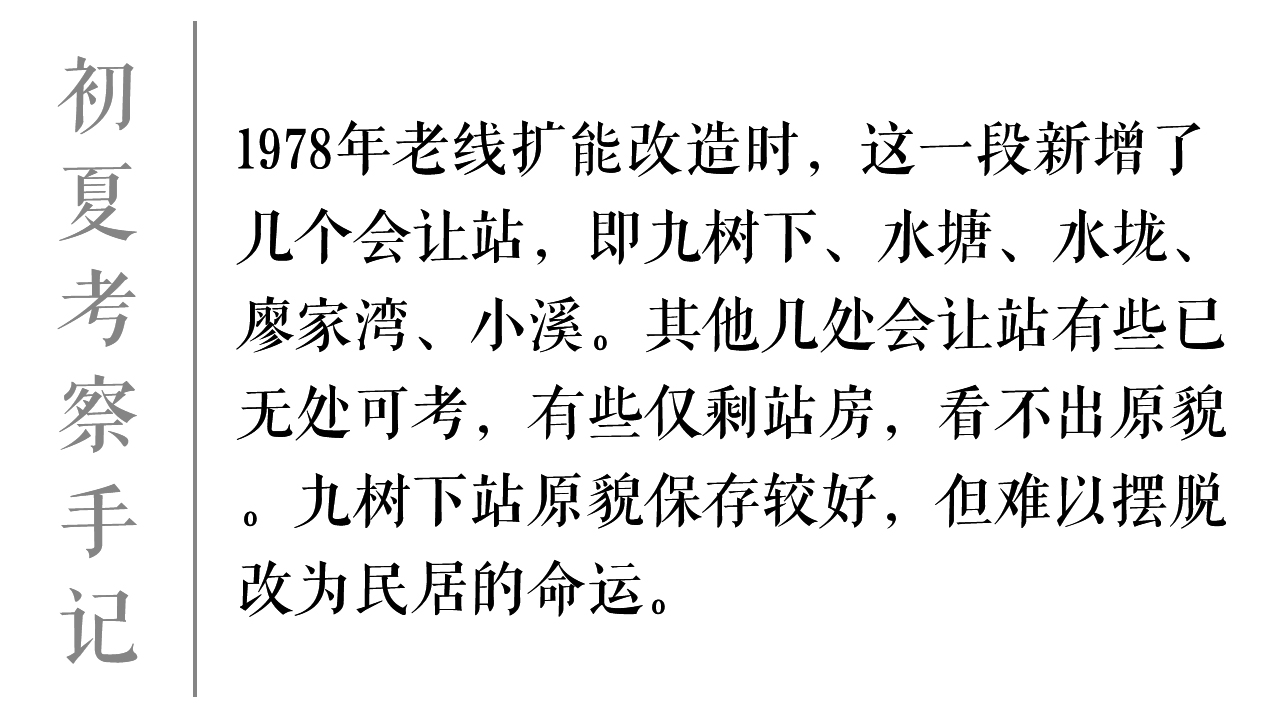 初夏考察手记
1978年老线扩能改造时，这一段新增了
几个会让站，即九树下、水塘、水垅、
廖家湾、小溪。其他几处会让站有些已
无处可考，有些仅剩站房，看不出原貌
。九树下站原貌保存较好，但难以摆脱
改为民居的命运。